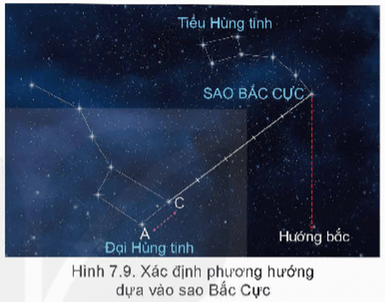 Tiểu Hùng tinh
SAO BẮC CỰC
C
A
Hướng bắc
Đại Hùng tinh
Hình 7.9. Xác định phương hướng
dựa vào sao Bắc Cực